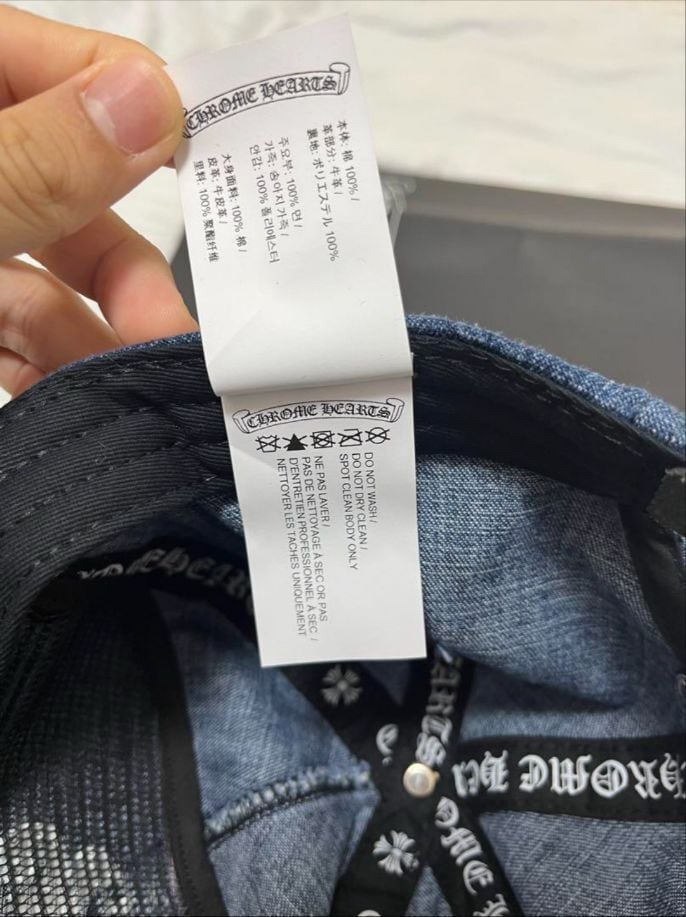 CHROME HEARTS
本体: 棉 100% /
革部分: 牛革 /
裏地: ポリエステル 100%
주요부: 100% 면 /
가죽: 송아지 가죽 /
안감: 100% 폴리에스터
大身面料: 100% 棉 /
皮革: 牛皮革 /
里料: 100% 聚酯纤维
CHROME HEARTS
DO NOT WASH /
DO NOT DRY CLEAN /
SPOT CLEAN BODY ONLY
NE PAS LAVER /
PAS DE NETTOYAGE À SEC OR PAS
D'ENTRETIEN PROFESSIONNEL À SEC /
NETTOYER LES TACHES UNIQUEMENT
HEARTS
CHROME HE